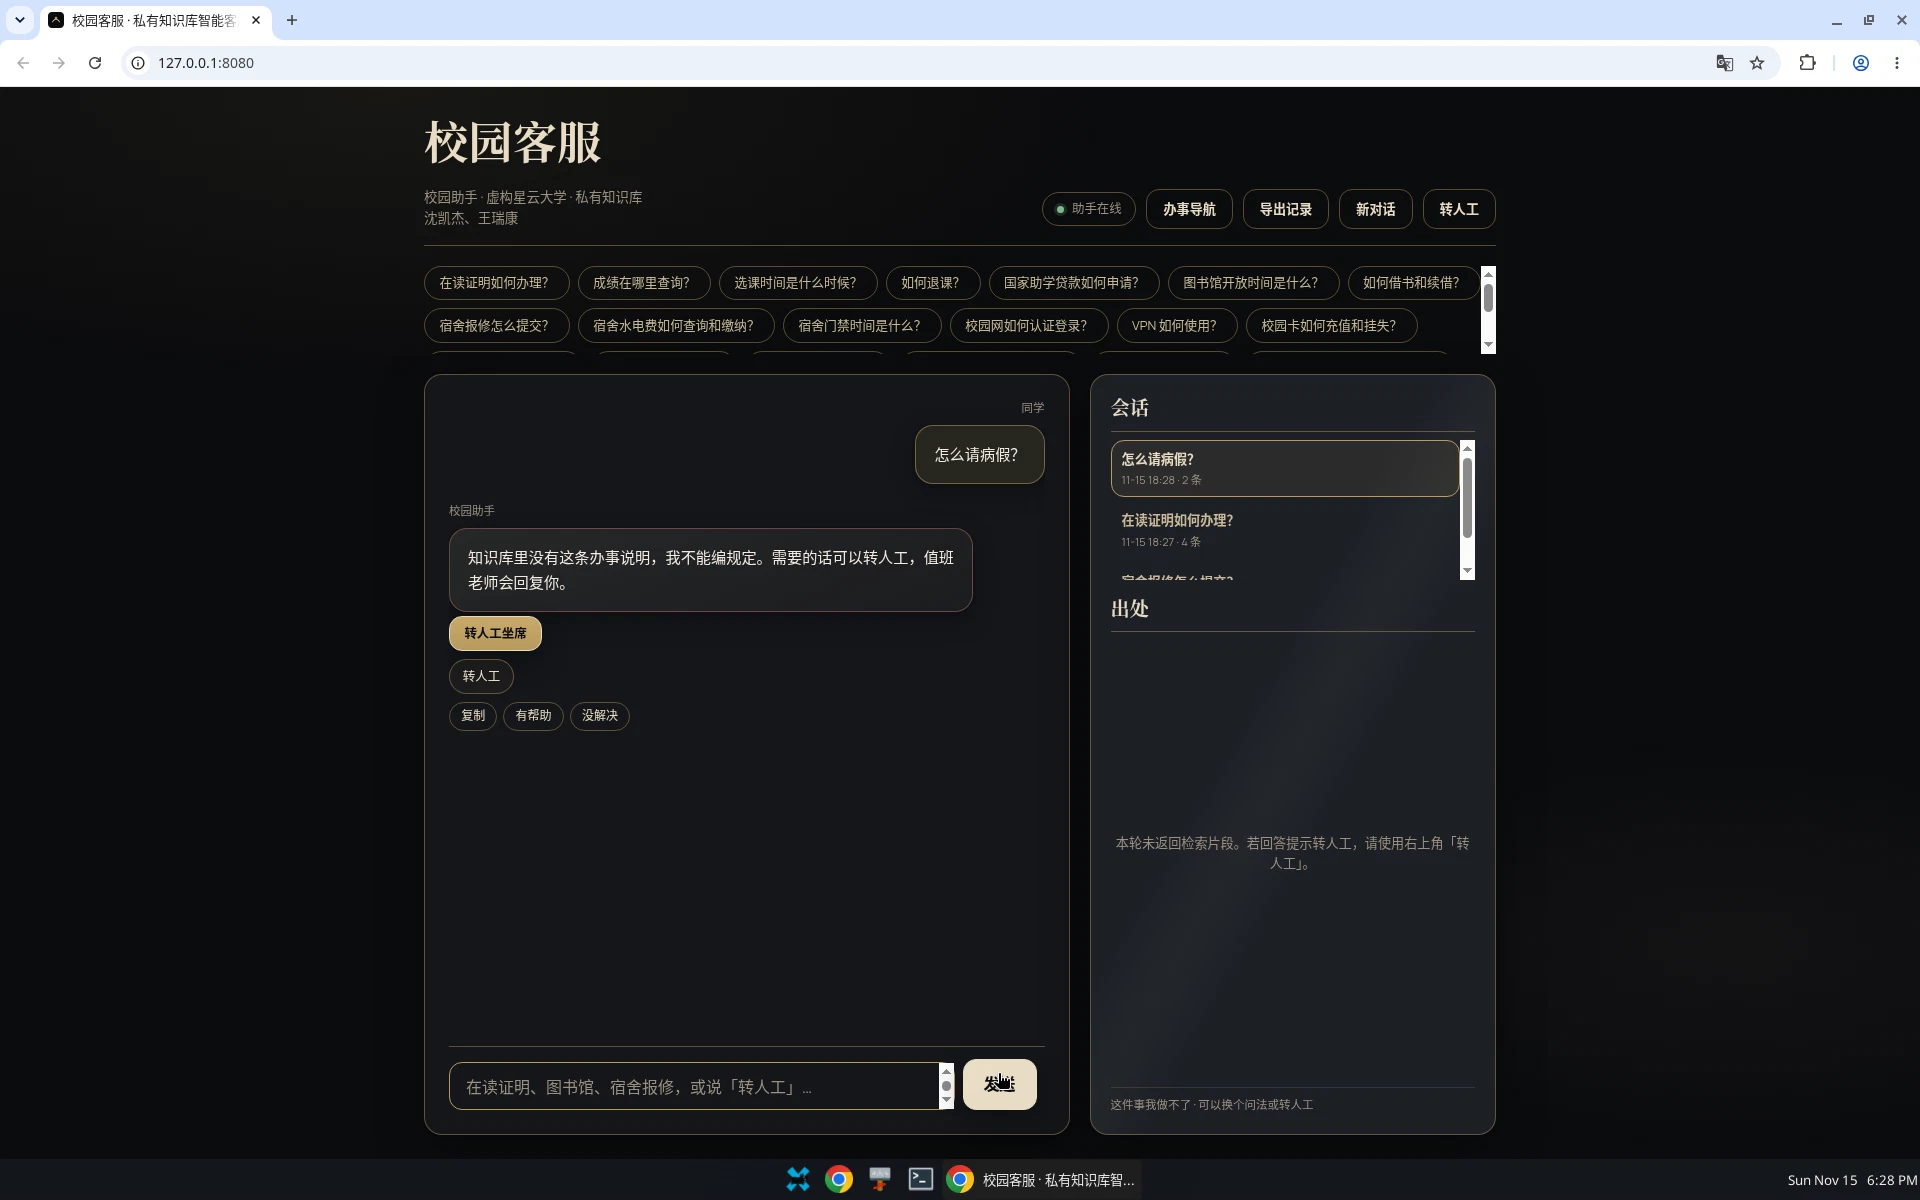 校园客服 · 私有知识库智能客
127.0.0.1:8080
校园客服
校园助手 · 虚构星云大学 · 私有知识库
沈凯杰、王瑞康
助手在线
办事导航
导出记录
新对话
转人工
在读证明如何办理？
成绩在哪里查询？
选课时间是什么时候？
如何退课？
国家助学贷款如何申请？
图书馆开放时间是什么？
如何借书和续借？
宿舍报修怎么提交？
宿舍水电费如何查询和缴纳？
宿舍门禁时间是什么？
校园网如何认证登录？
VPN 如何使用？
校园卡如何充值和挂失？
同学
怎么请病假？
校园助手
知识库里没有这条办事说明，我不能编规定。需要的话可以转人工，值班
老师会回复你。
转人工坐席
转人工
复制
有帮助
没解决
在读证明、图书馆、宿舍报修，或说「转人工」…
发送
会话
怎么请病假？
11-15 18:28 · 2 条
在读证明如何办理？
11-15 18:27 · 4 条
出处
本轮未返回检索片段。若回答提示转人工，请使用右上角「转
人工」。
这件事我做不了 · 可以换个问法或转人工
校园客服 · 私有知识库智...
Sun Nov 15 6:28 PM